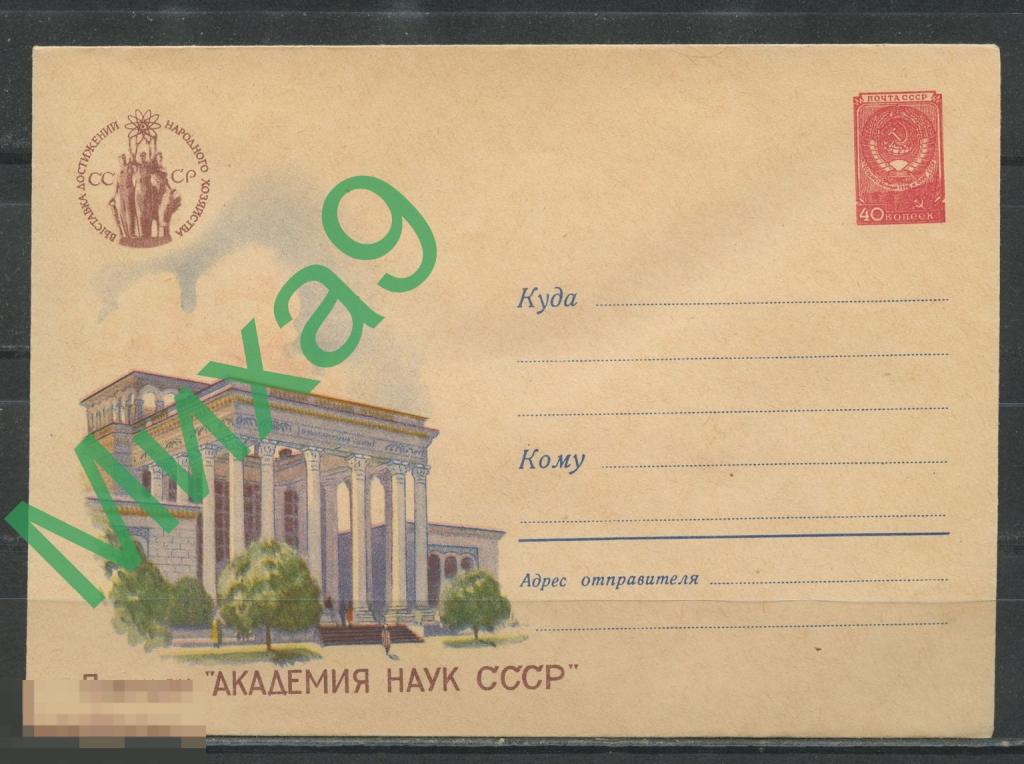 ВЫСТАВКА ДОСТИЖЕНИЙ НАРОДНОГО ХОЗЯЙСТВА
СССР
ПОЧТА СССР
40 КОПЕЕК
Миха9
Куда
Кому
Адрес отправителя
"АКАДЕМИЯ НАУК СССР"